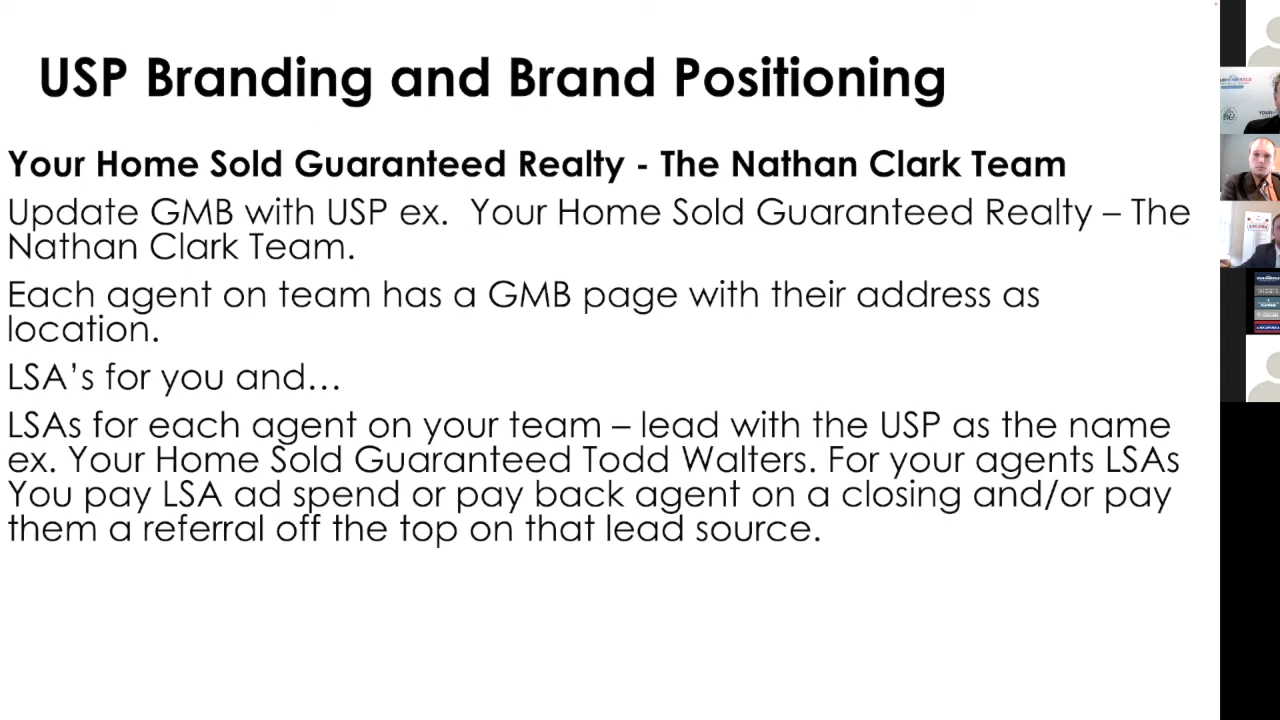 USP Branding and Brand Positioning
Your Home Sold Guaranteed Realty - The Nathan Clark Team
Update GMB with USP ex.  Your Home Sold Guaranteed Realty – The
Nathan Clark Team.
Each agent on team has a GMB page with their address as
location.
LSA’s for you and…
LSAs for each agent on your team – lead with the USP as the name
ex. Your Home Sold Guaranteed Todd Walters. For your agents LSAs
You pay LSA ad spend or pay back agent on a closing and/or pay
them a referral off the top on that lead source.